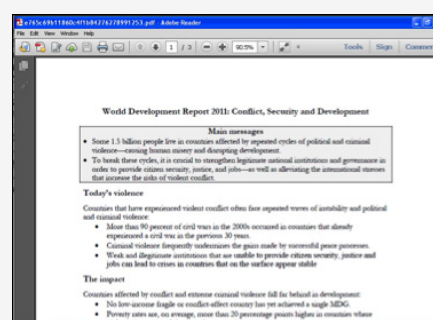 e765c69b11860c4f1b84276278991253.pdf - Adobe Reader
File Edit View Window Help
1 / 3 90.5% Tools Sign Comment
World Development Report 2011: Conflict, Security and Development
Main messages
• Some 1.5 billion people live in countries affected by repeated cycles of political and criminal
violence—causing human misery and disrupting development.
• To break these cycles, it is crucial to strengthen legitimate national institutions and governance in
order to provide citizen security, justice, and jobs—as well as alleviating the international stresses
that increase the risks of violent conflict.
Today's violence
Countries that have experienced violent conflict often face repeated waves of instability and political
and criminal violence:
• More than 90 percent of civil wars in the 2000s occurred in countries that already
experienced a civil war in the previous 30 years.
• Criminal violence frequently undermines the gains made by successful peace processes.
• Weak and illegitimate institutions that are unable to provide citizen security, justice and
jobs can lead to crises in countries that on the surface appear stable
The impact
Countries affected by conflict and extreme criminal violence fall far behind in development:
• No low-income fragile or conflict-affect country has yet achieved a single MDG.
• Poverty rates are, on average, more than 20 percentage points higher in countries where